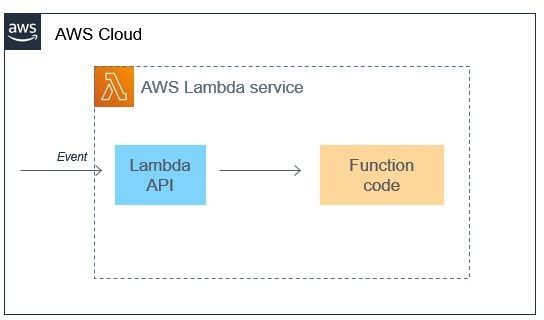 aws
AWS Cloud
AWS Lambda service
Event
Lambda
API
Function
code